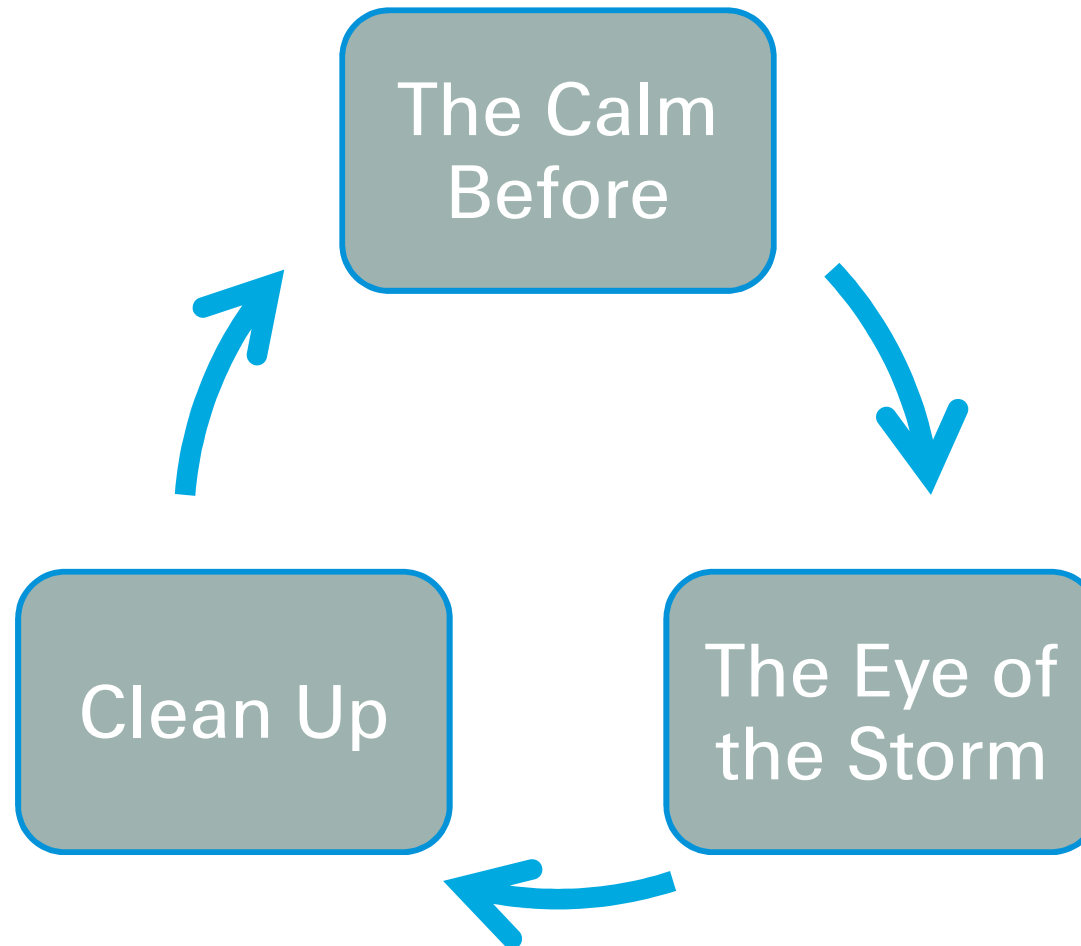 The Calm
Before
The Eye of
the Storm
Clean Up